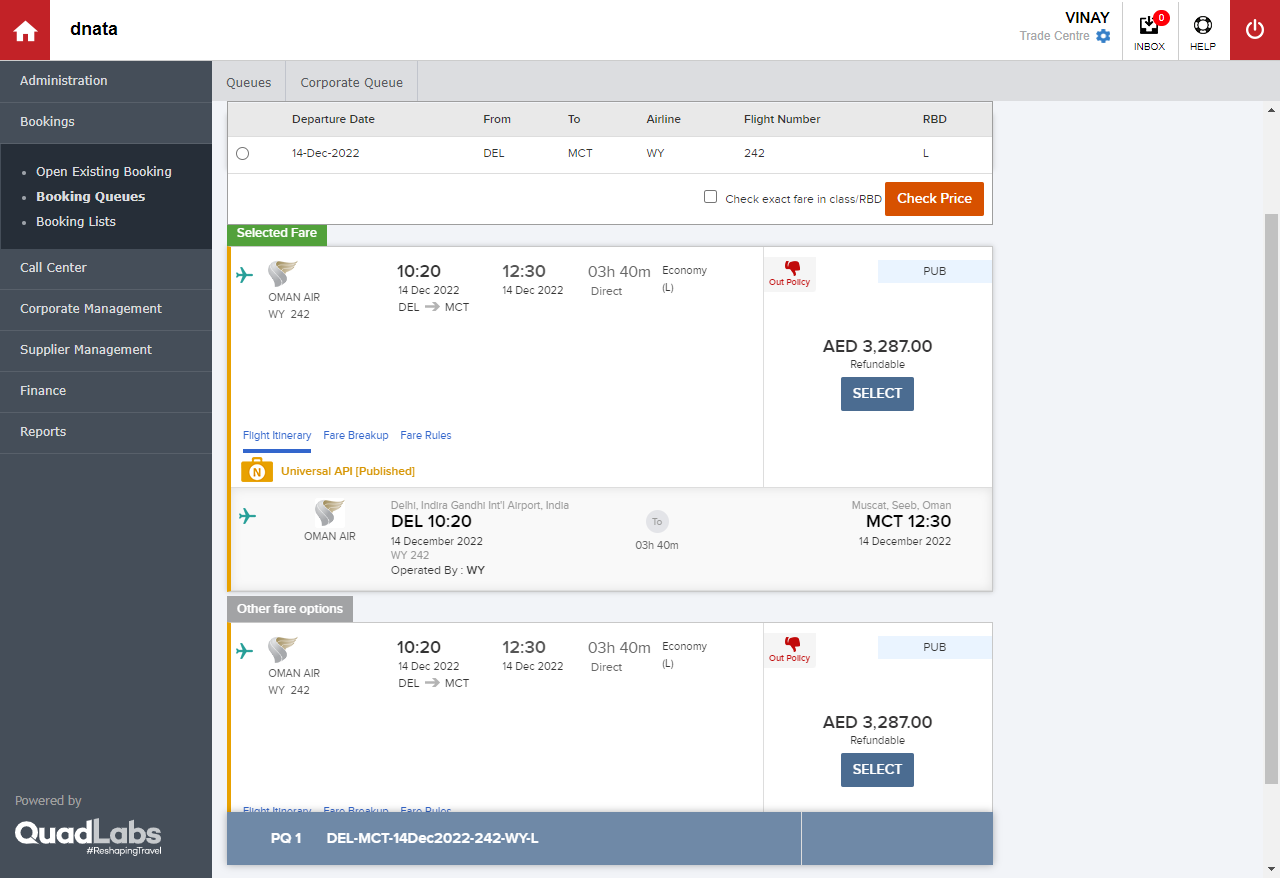 dnata
VINAY
Trade Centre
0
INBOX
HELP
Administration
Bookings
Open Existing Booking
Booking Queues
Booking Lists
Call Center
Corporate Management
Supplier Management
Finance
Reports
Powered by
QuadLabs
#ReshapingTravel
Queues
Corporate Queue
Departure Date From To Airline Flight Number RBD
14-Dec-2022 DEL MCT WY 242 L
Check exact fare in class/RBD Check Price
Selected Fare
10:20 12:30 03h 40m Economy
14 Dec 2022 14 Dec 2022 Direct (L)
OMAN AIR
DEL MCT
WY 242
Out Policy
PUB
AED 3,287.00
Refundable
SELECT
Flight Itinerary Fare Breakup Fare Rules
N Universal API [Published]
OMAN AIR
Delhi, Indira Gandhi Int'l Airport, India
DEL 10:20
14 December 2022
WY 242
Operated By : WY
To
03h 40m
Muscat, Seeb, Oman
MCT 12:30
14 December 2022
Other fare options
10:20 12:30 03h 40m Economy
14 Dec 2022 14 Dec 2022 Direct (L)
OMAN AIR
DEL MCT
WY 242
Out Policy
PUB
AED 3,287.00
Refundable
SELECT
Flight Itinerary Fare Breakup Fare Rules
PQ 1 DEL-MCT-14Dec2022-242-WY-L